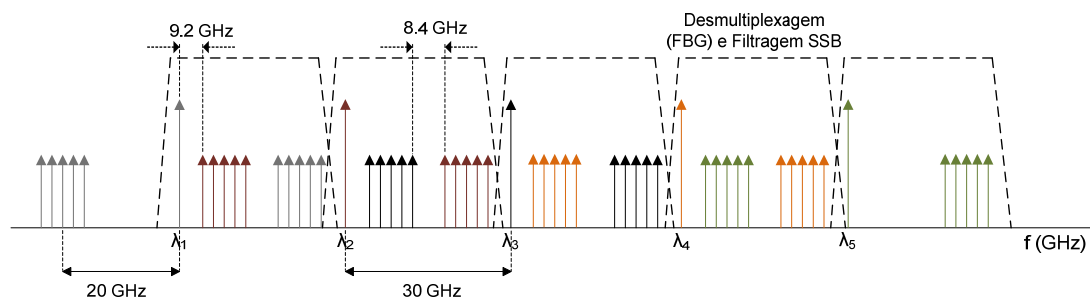 Desmultiplexagem
(FBG) e Filtragem SSB
9.2 GHz
8.4 GHz
λ1
λ2
λ3
λ4
λ5
f (GHz)
20 GHz
30 GHz